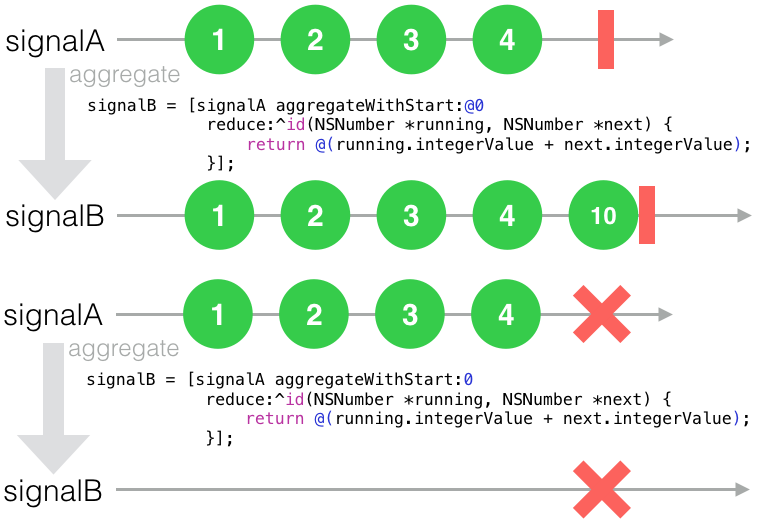 signalA 1 2 3 4
aggregate
signalB = [signalA aggregateWithStart:@0
reduce:^id(NSNumber *running, NSNumber *next) {
return @(running.integerValue + next.integerValue);
}];
signalB 1 2 3 4 10
signalA 1 2 3 4
aggregate
signalB = [signalA aggregateWithStart:0
reduce:^id(NSNumber *running, NSNumber *next) {
return @(running.integerValue + next.integerValue);
}];
signalB